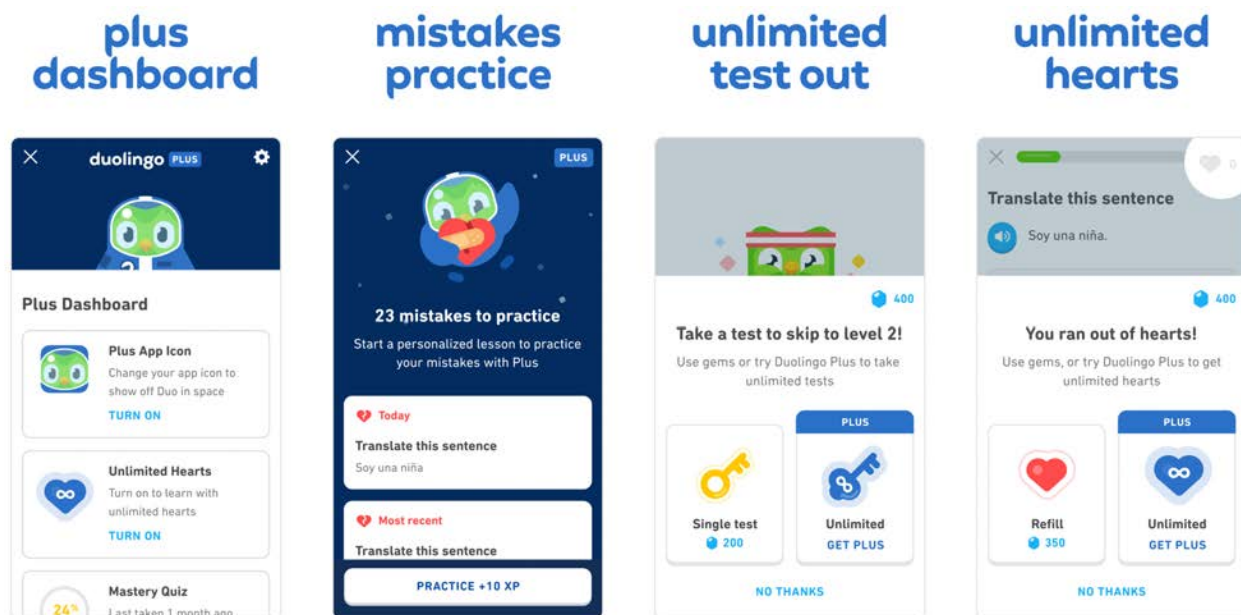 plus
dashboard
duolingo PLUS
Plus Dashboard
Plus App Icon
Change your app icon to
show off Duo in space
TURN ON
Unlimited Hearts
Turn on to learn with
unlimited hearts
TURN ON
24%
Mastery Quiz
Last taken 1 month ago
mistakes
practice
PLUS
23 mistakes to practice
Start a personalized lesson to practice
your mistakes with Plus
Today
Translate this sentence
Soy una niña
Most recent
Translate this sentence
PRACTICE +10 XP
unlimited
test out
400
Take a test to skip to level 2!
Use gems or try Duolingo Plus to take
unlimited tests
Single test
200
PLUS
Unlimited
GET PLUS
NO THANKS
unlimited
hearts
0
Translate this sentence
Soy una niña.
400
You ran out of hearts!
Use gems, or try Duolingo Plus to get
unlimited hearts
Refill
350
PLUS
Unlimited
GET PLUS
NO THANKS